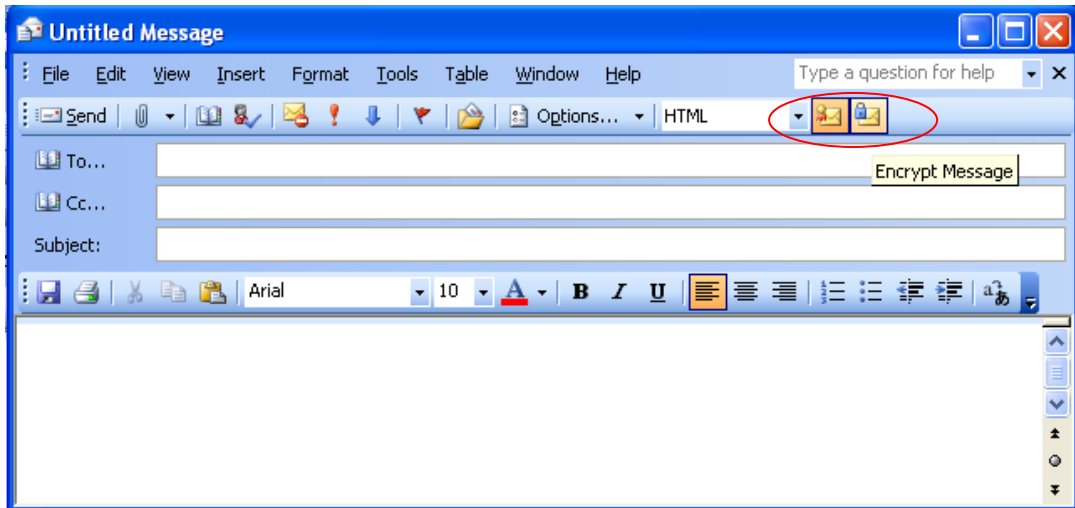 Untitled Message
File Edit View Insert Format Tools Table Window Help Type a question for help
Send Options... HTML
To...
Encrypt Message
Cc...
Subject:
Arial 10 A B I U